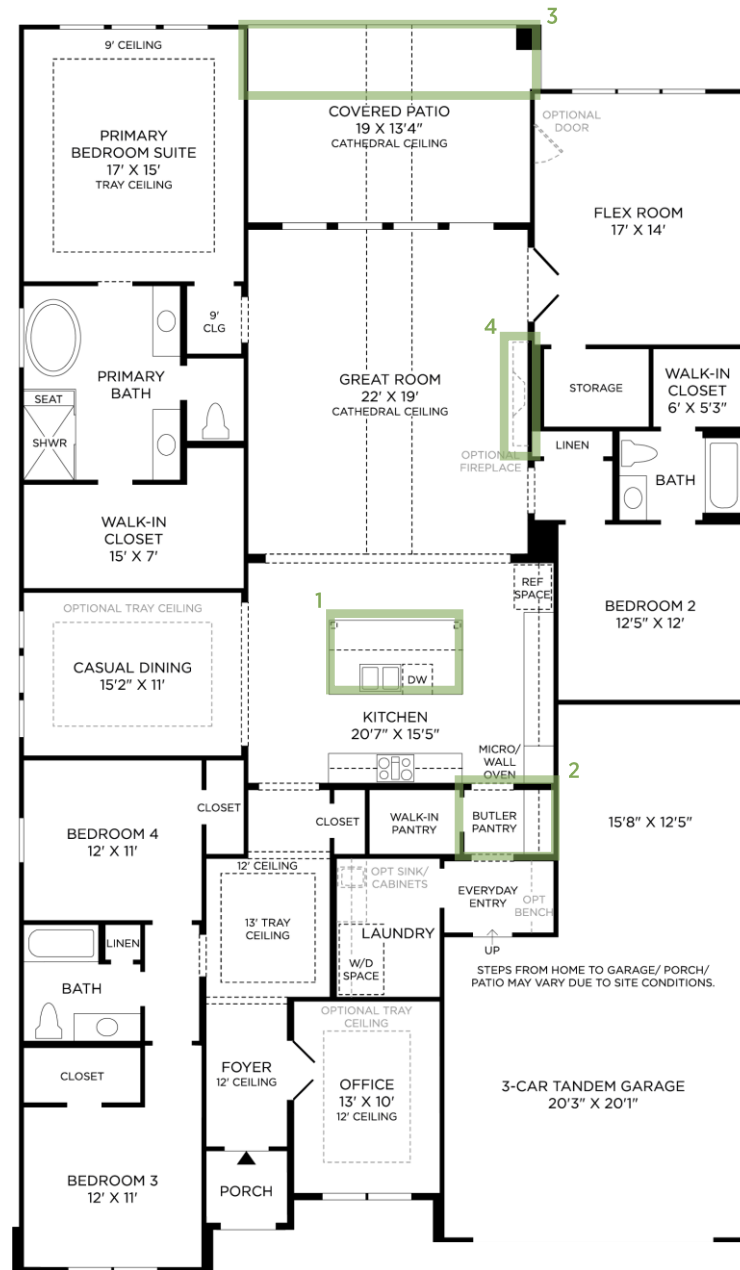 3
9' CEILING
PRIMARY
BEDROOM SUITE
17' X 15'
TRAY CEILING
COVERED PATIO
19 X 13'4"
CATHEDRAL CEILING
OPTIONAL
DOOR
FLEX ROOM
17' X 14'
9'
CLG
PRIMARY
BATH
SEAT
SHWR
GREAT ROOM
22' X 19'
CATHEDRAL CEILING
4
OPTIONAL
FIREPLACE
STORAGE
WALK-IN
CLOSET
6' X 5'3"
LINEN
BATH
WALK-IN
CLOSET
15' X 7'
REF
SPACE
BEDROOM 2
12'5" X 12'
OPTIONAL TRAY CEILING
CASUAL DINING
15'2" X 11'
1
DW
KITCHEN
20'7" X 15'5"
MICRO/
WALL
OVEN
2
CLOSET
CLOSET
WALK-IN
PANTRY
BUTLER
PANTRY
15'8" X 12'5"
BEDROOM 4
12' X 11'
12' CEILING
13' TRAY
CEILING
OPT SINK/
CABINETS
EVERYDAY
ENTRY
OPT
BENCH
LAUNDRY
UP
W/D
SPACE
LINEN
BATH
STEPS FROM HOME TO GARAGE/ PORCH/
PATIO MAY VARY DUE TO SITE CONDITIONS.
OPTIONAL TRAY
CEILING
CLOSET
FOYER
12' CEILING
OFFICE
13' X 10'
12' CEILING
3-CAR TANDEM GARAGE
20'3" X 20'1"
BEDROOM 3
12' X 11'
PORCH